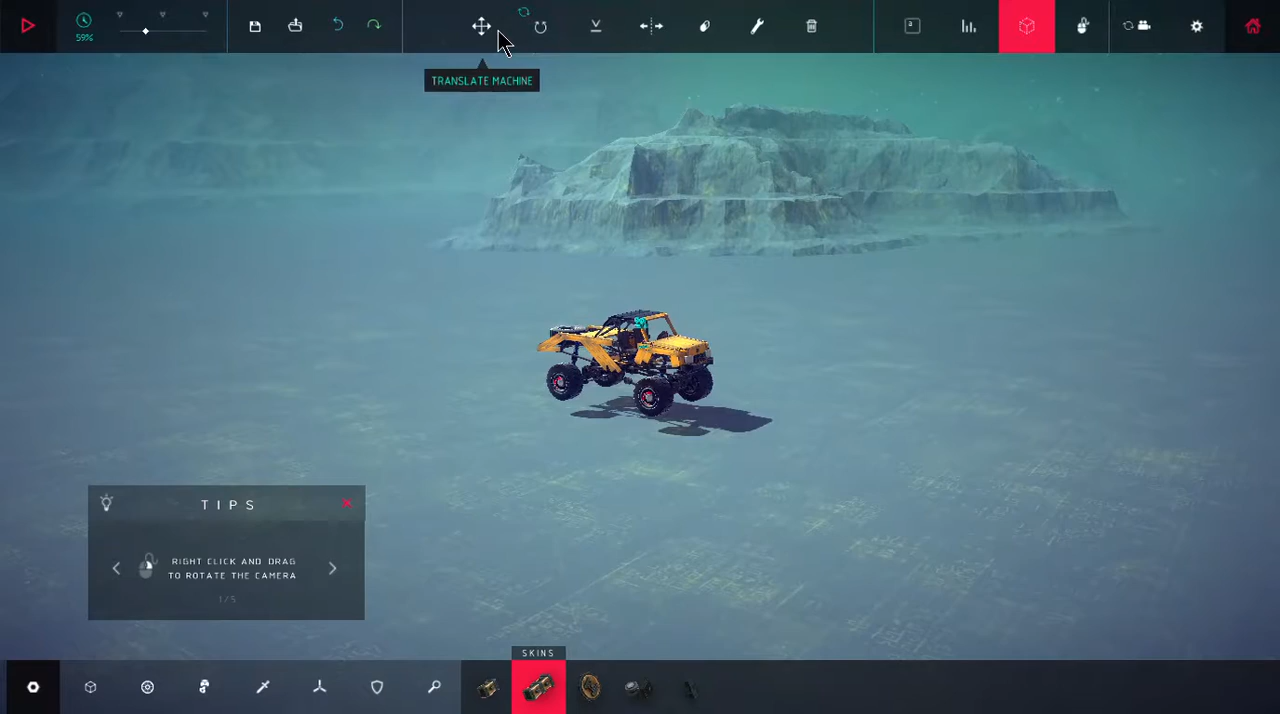 59%
TRANSLATE MACHINE
TIPS
RIGHT CLICK AND DRAG
TO ROTATE THE CAMERA
1/5
SKINS